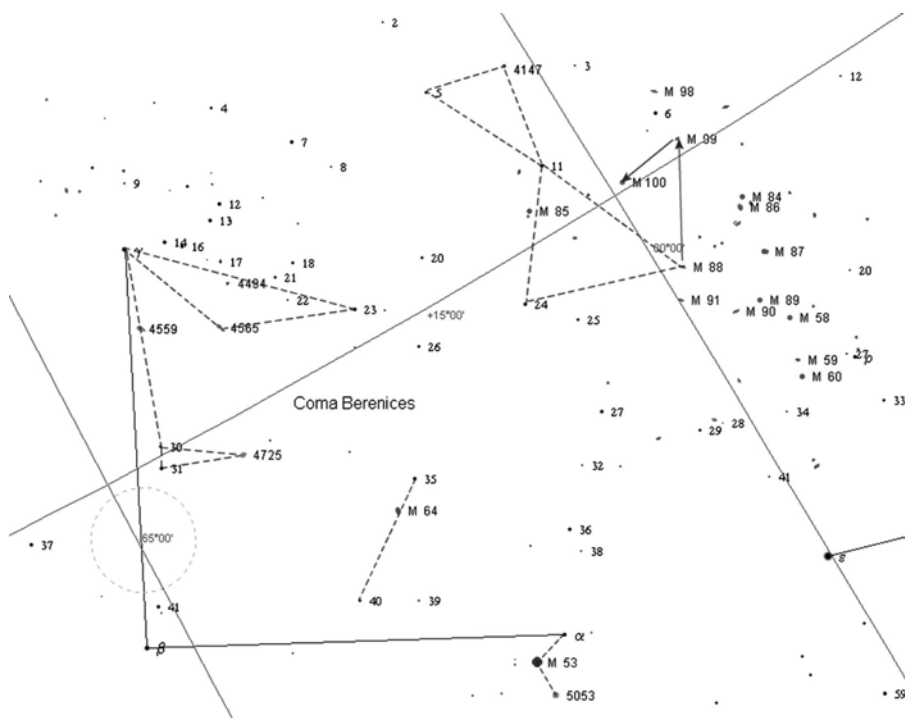 2
4147
3
12
5
M 98
4
6
7
M 99
8
11
9
M 100
12
M 84
M 85
M 86
13
14
16
γ
M 87
17
18
20
60°00'
M 88
20
4494
21
22
M 91
M 89
23
24
M 90
+15°00'
25
M 58
4559
4565
26
M 59
27
ρ
M 60
Coma Berenices
33
27
34
28
29
30
4725
31
32
35
41
M 64
36
65°00'
37
38
ε
40
39
41
α
β
M 53
5053
59